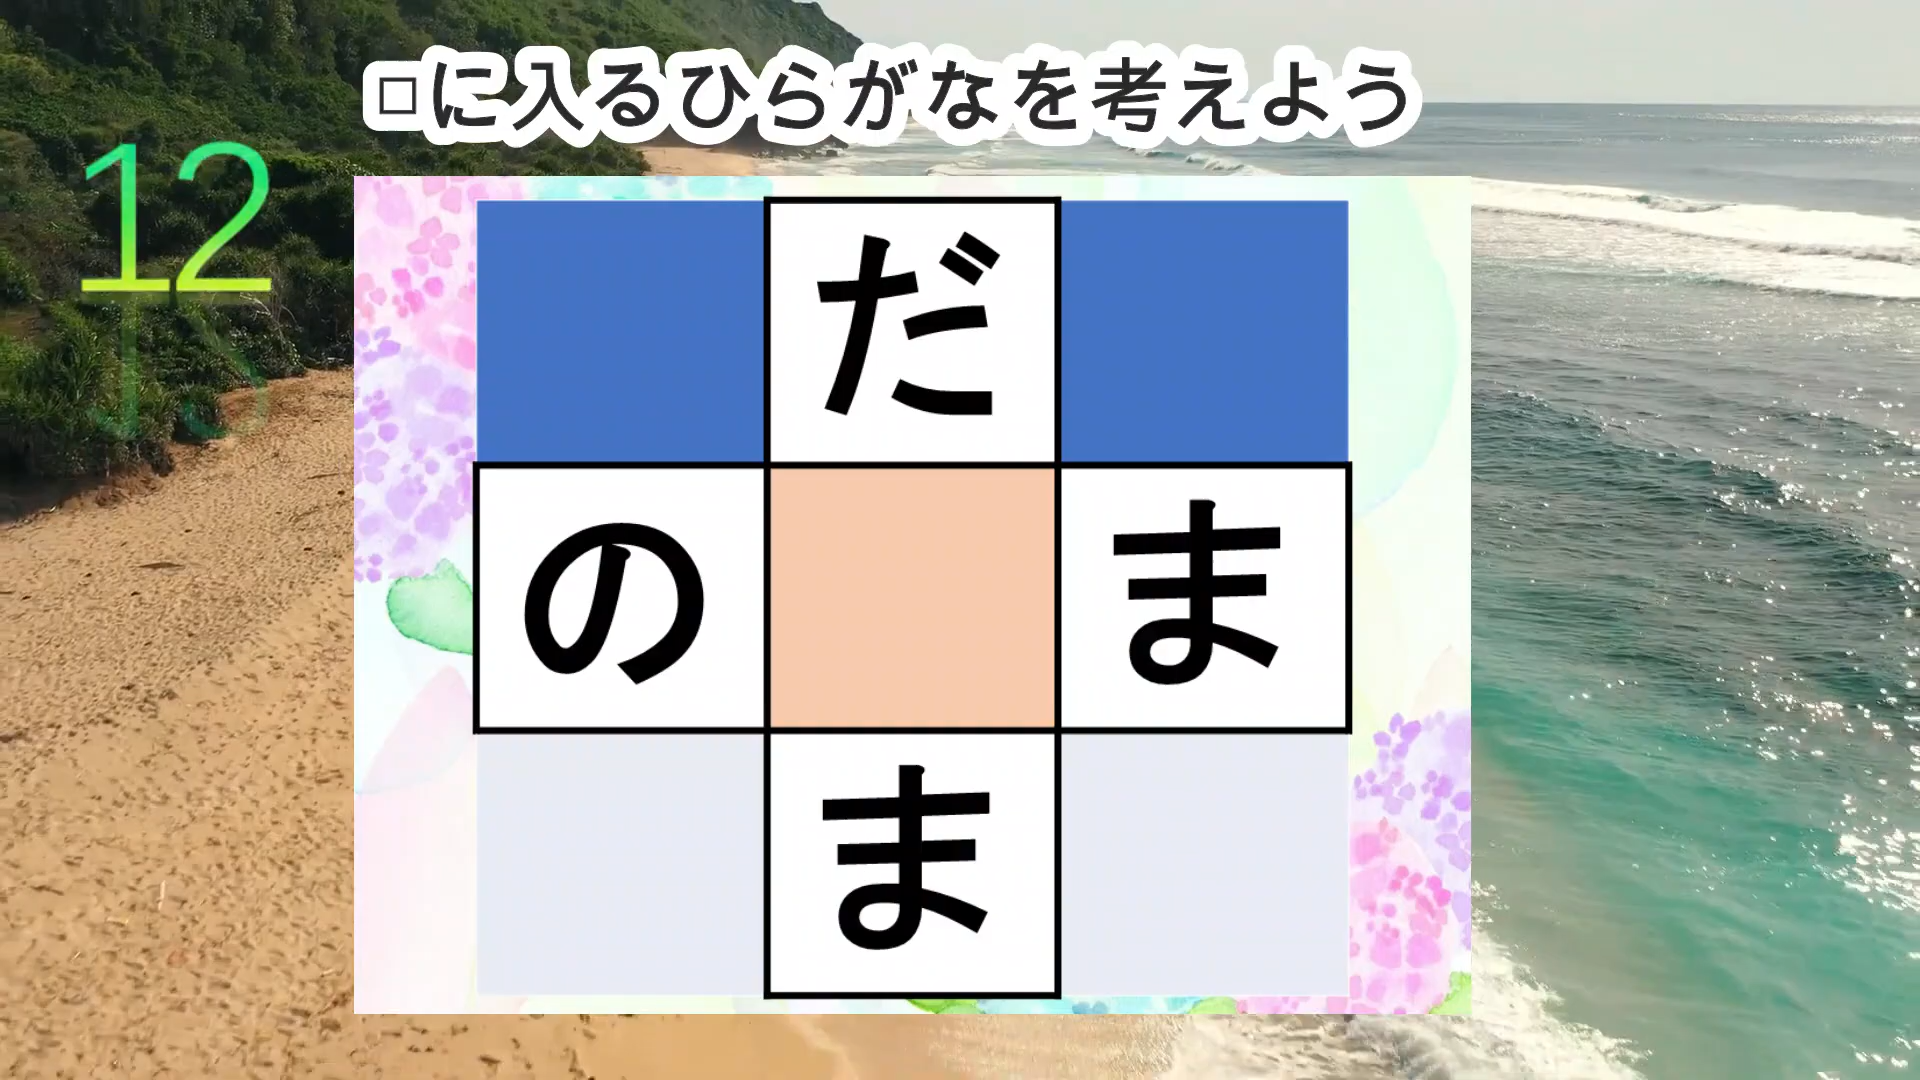 □に入るひらがなを考えよう
12
だ
の ま
ま